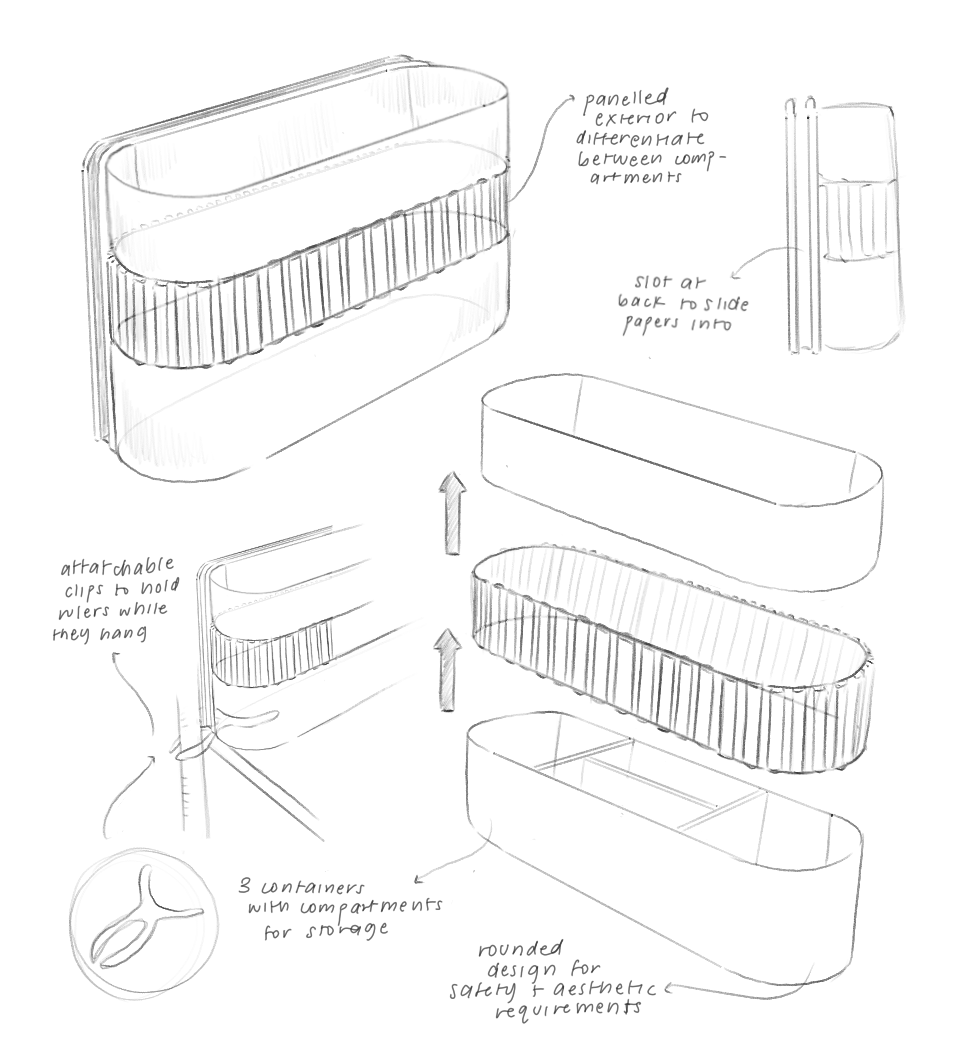 panelled
exterior to
differentiate
between comp-
artments
slot at
back to slide
papers into
attatchable
clips to hold
rulers while
they hang
3 containers
with compartments
for storage
rounded
design for
safety + aesthetic
requirements